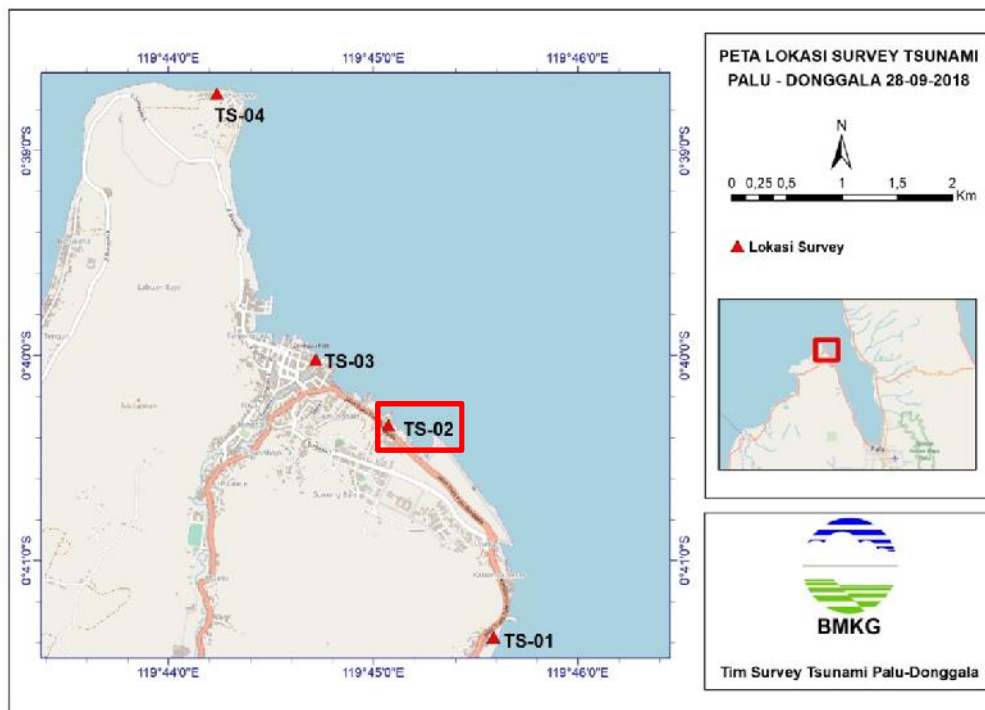 119°44'0"E 119°45'0"E 119°46'0"E
0°39'0"S
0°40'0"S
0°41'0"S
TS-04
Labuan Bajo
TS-03
TS-02
TS-01
0°39'0"S
0°40'0"S
0°41'0"S
119°44'0"E 119°45'0"E 119°46'0"E
PETA LOKASI SURVEY TSUNAMI
PALU - DONGGALA 28-09-2018
N
0 0,25 0,5 1 1,5 2
Km
Lokasi Survey
Palu
BMKG
Tim Survey Tsunami Palu-Donggala